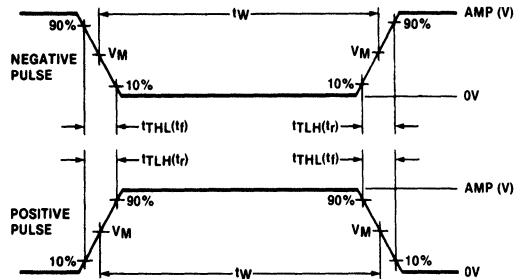 tW AMP (V)
90% 90%
NEGATIVE PULSE VM VM
10% 10%
0V
tTHL(tf) tTLH(tr)
tTLH(tr) tTHL(tf)
AMP (V)
90% 90%
POSITIVE PULSE VM VM
10% 10%
tW 0V